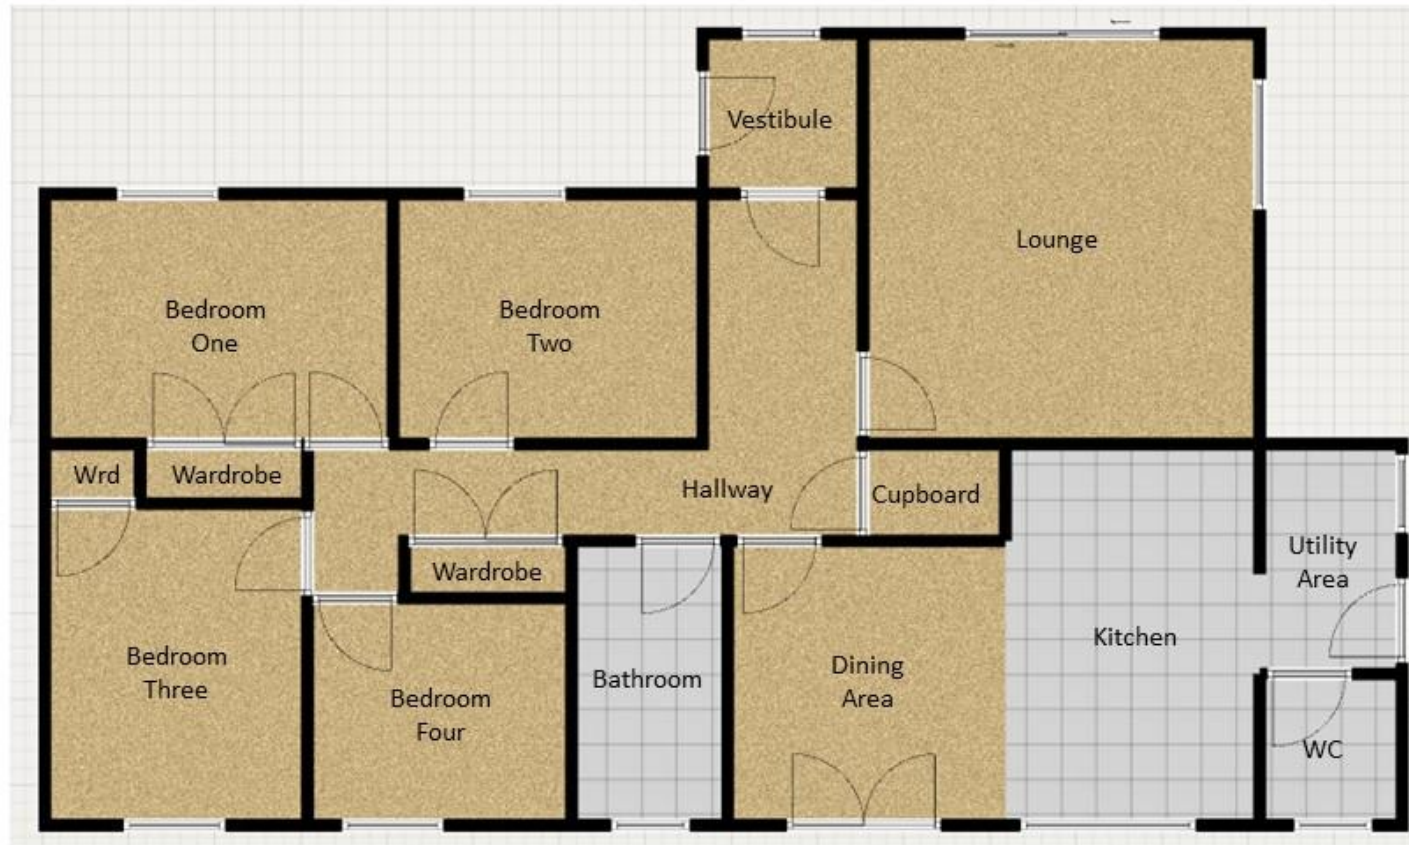 Vestibule
Lounge
Bedroom
One
Bedroom
Two
Wrd
Wardrobe
Hallway
Cupboard
Wardrobe
Utility
Area
Kitchen
Bedroom
Three
Bedroom
Four
Bathroom
Dining
Area
WC